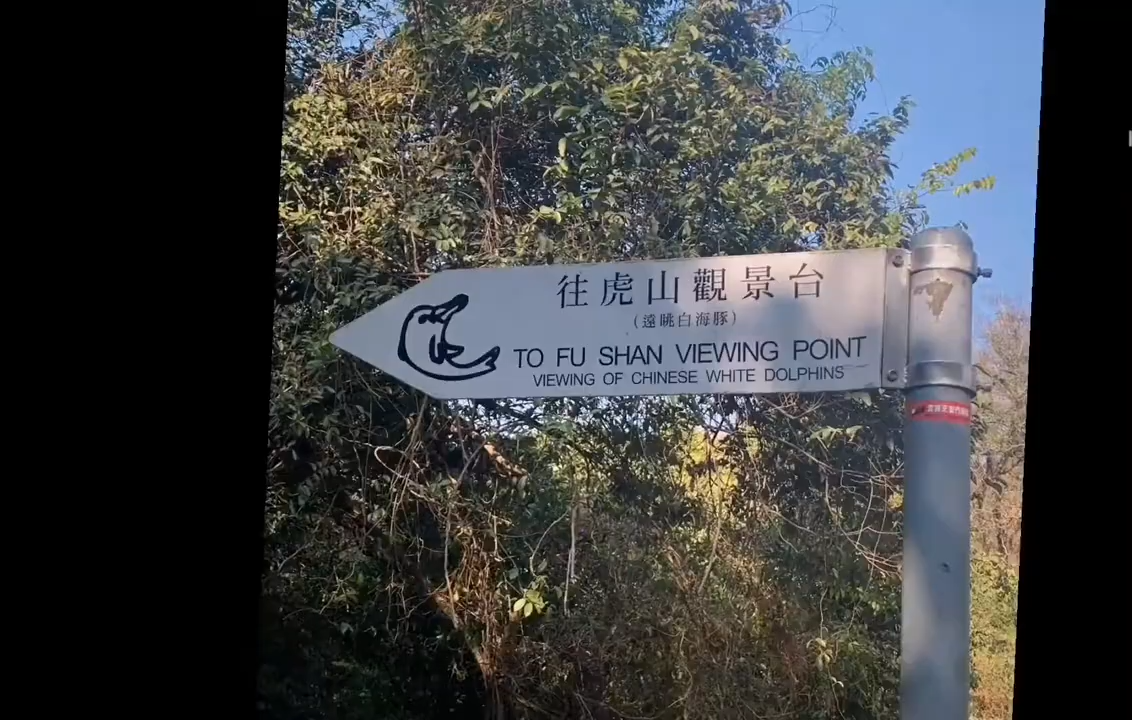 往虎山觀景台
(遠眺白海豚)
TO FU SHAN VIEWING POINT
VIEWING OF CHINESE WHITE DOLPHINS